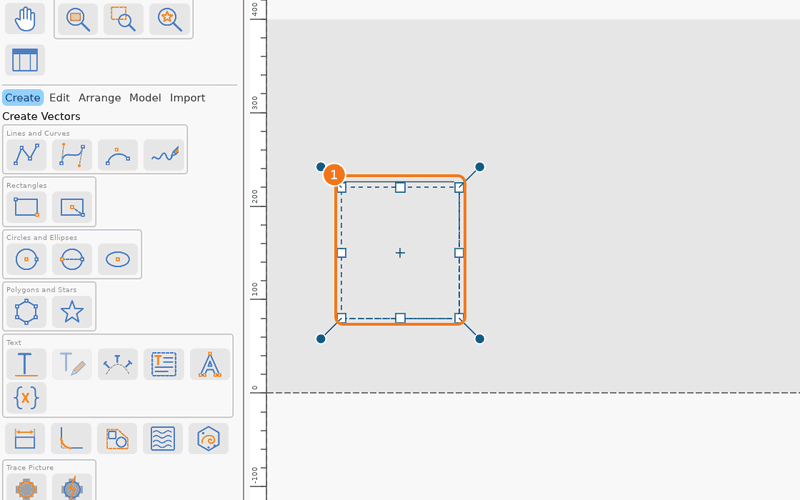 Create Edit Arrange Model Import
Create Vectors
Lines and Curves
Rectangles
Circles and Ellipses
Polygons and Stars
Text
Trace Picture
400
300
200
100
0
-100
1